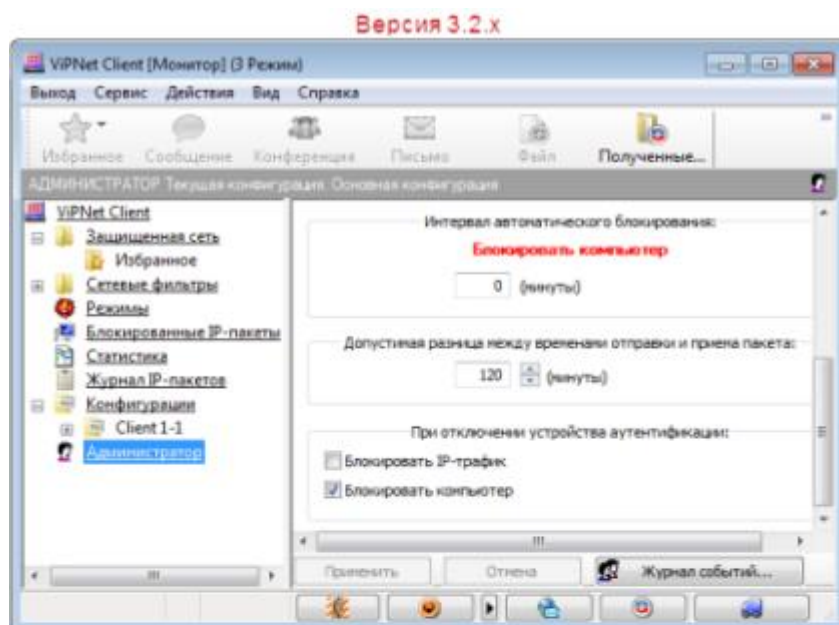 Версия 3.2.x
ViPNet Client [Монитор] (3 Режим)
Выход Сервис Действия Вид Справка
Избранное Сообщение Конференция Письмо Файл Полученные...
АДМИНИСТРАТОР Текущая конфигурация: Основная конфигурация
ViPNet Client
Защищенная сеть
Избранное
Сетевые фильтры
Режимы
Блокированные IP-пакеты
Статистика
Журнал IP-пакетов
Конфигурации
Client 1-1
Администратор
Интервал автоматического блокирования:
Блокировать компьютер
0 (минуты)
Допустимая разница между временами отправки и приема пакета:
120 (минуты)
При отключении устройства аутентификации:
Блокировать IP-трафик
Блокировать компьютер
Применить Отмена Журнал событий...